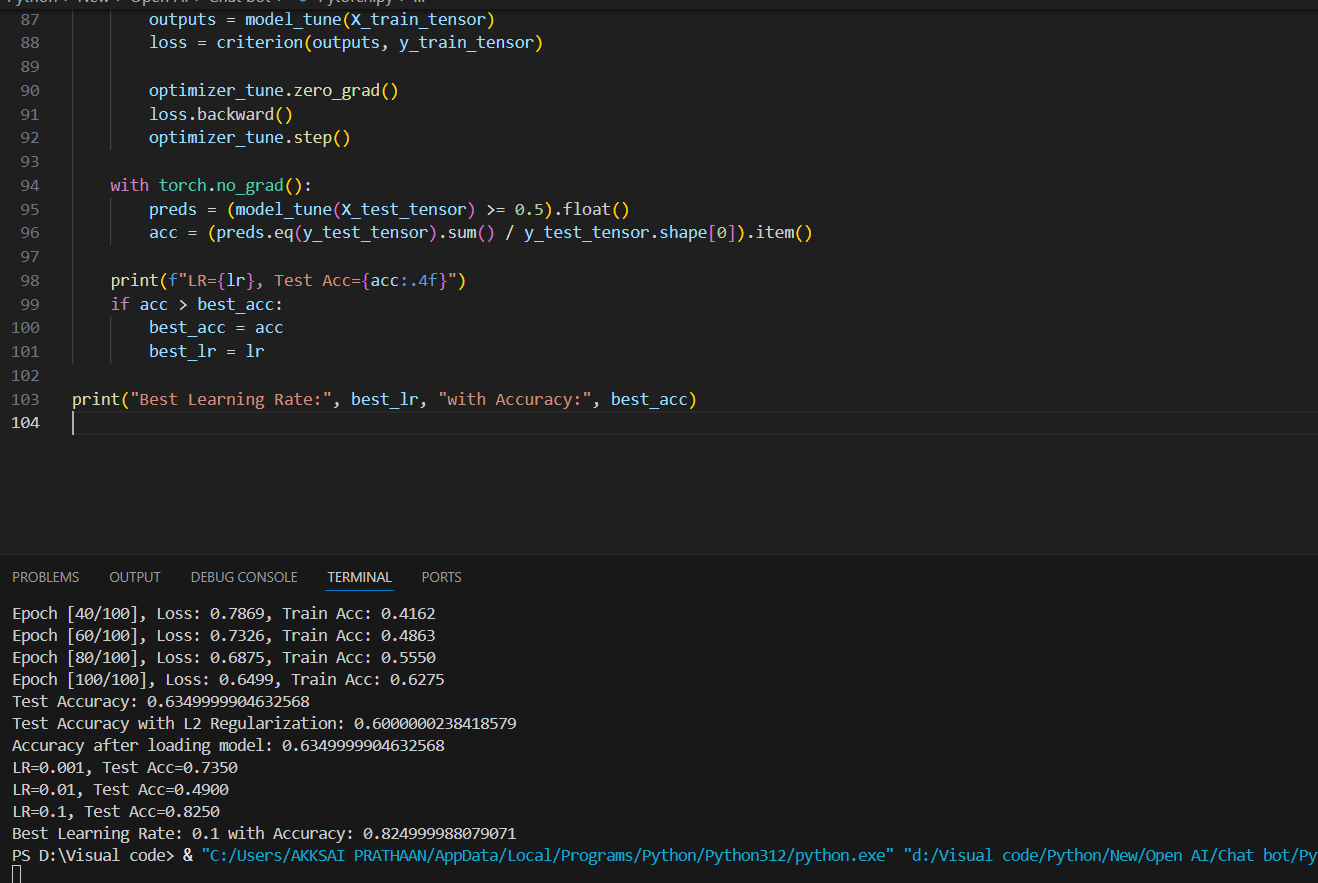 Python > New > Open AI > Chat bot > Pytorch.py > ...
87 outputs = model_tune(X_train_tensor)
88 loss = criterion(outputs, y_train_tensor)
89
90 optimizer_tune.zero_grad()
91 loss.backward()
92 optimizer_tune.step()
93
94 with torch.no_grad():
95 preds = (model_tune(X_test_tensor) >= 0.5).float()
96 acc = (preds.eq(y_test_tensor).sum() / y_test_tensor.shape[0]).item()
97
98 print(f"LR={lr}, Test Acc={acc:.4f}")
99 if acc > best_acc:
100 best_acc = acc
101 best_lr = lr
102
103 print("Best Learning Rate:", best_lr, "with Accuracy:", best_acc)
104
PROBLEMS OUTPUT DEBUG CONSOLE TERMINAL PORTS
Epoch [40/100], Loss: 0.7869, Train Acc: 0.4162
Epoch [60/100], Loss: 0.7326, Train Acc: 0.4863
Epoch [80/100], Loss: 0.6875, Train Acc: 0.5550
Epoch [100/100], Loss: 0.6499, Train Acc: 0.6275
Test Accuracy: 0.6349999904632568
Test Accuracy with L2 Regularization: 0.6000000238418579
Accuracy after loading model: 0.6349999904632568
LR=0.001, Test Acc=0.7350
LR=0.01, Test Acc=0.4900
LR=0.1, Test Acc=0.8250
Best Learning Rate: 0.1 with Accuracy: 0.824999988079071
PS D:\Visual code> & "C:/Users/AKKSAI PRATHAAN/AppData/Local/Programs/Python/Python312/python.exe" "d:/Visual code/Python/New/Open AI/Chat bot/Py